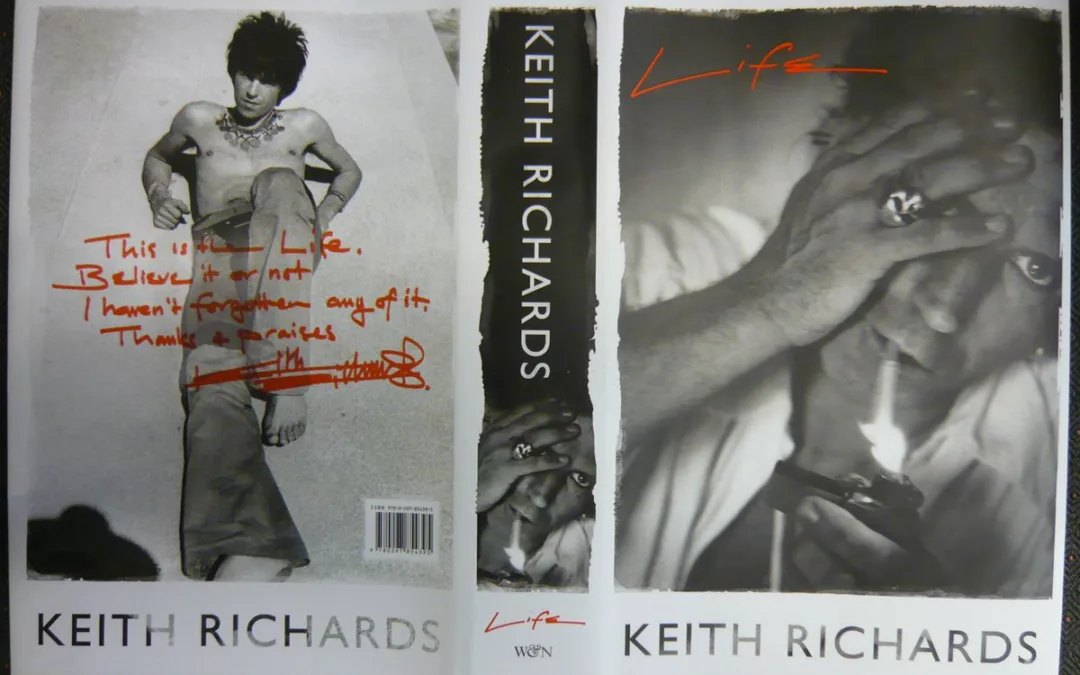 This is the Life.
Believe it or not
I haven't forgotten any of it.
Thanks & praises
KEITH RICHARDS
KEITH RICHARDS
Life
W&N
Life
KEITH RICHARDS